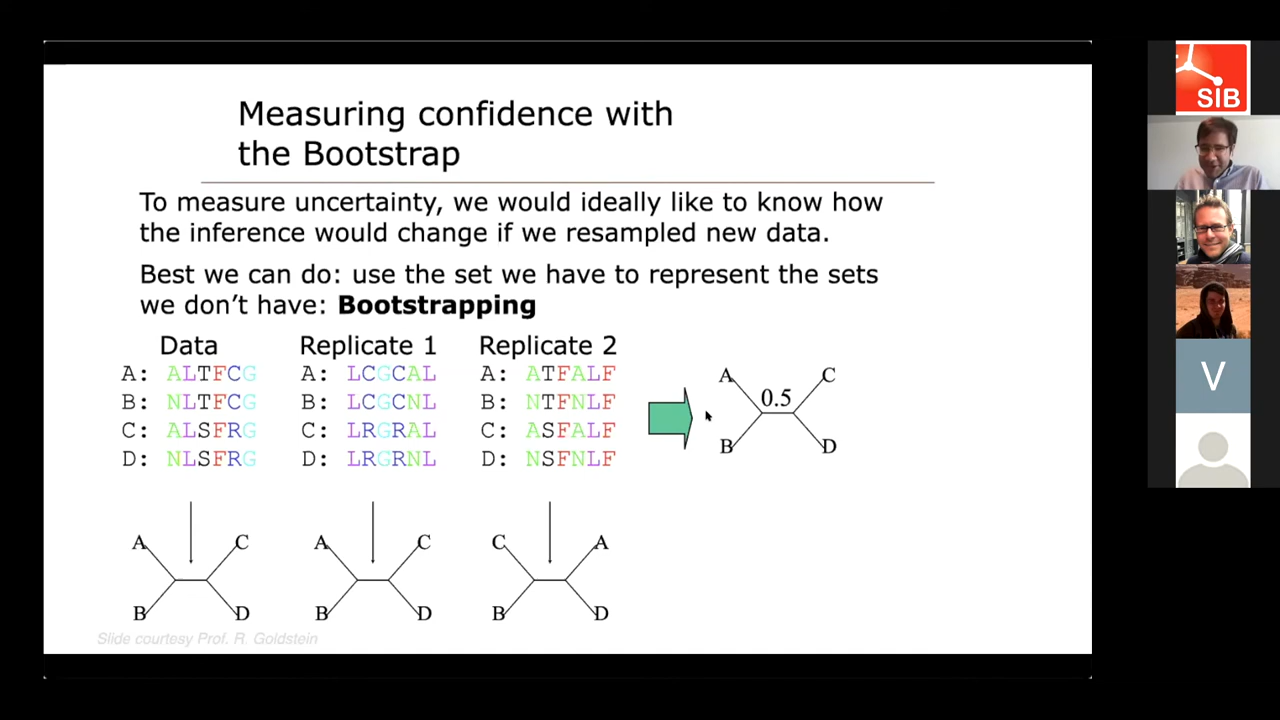 Measuring confidence with
the Bootstrap
To measure uncertainty, we would ideally like to know how
the inference would change if we resampled new data.
Best we can do: use the set we have to represent the sets
we don't have: Bootstrapping
Data Replicate 1 Replicate 2
A: ALTFCG A: LCGCAL A: ATFALF
B: NLTFCG B: LCGCNL B: NTFNLF
C: ALSFRG C: LRGRAL C: ASFALF
D: NLSFRG D: LRGRNL D: NSFNLF
A C
0.5
B D
A C A C C A
B D B D B D
Slide courtesy Prof. R. Goldstein
SIB
V